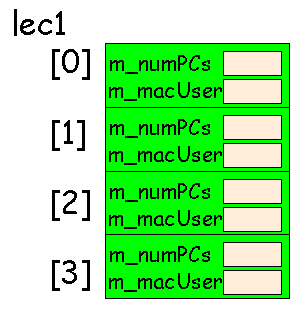 lec1
[0] m_numPCs
m_macUser
[1] m_numPCs
m_macUser
[2] m_numPCs
m_macUser
[3] m_numPCs
m_macUser